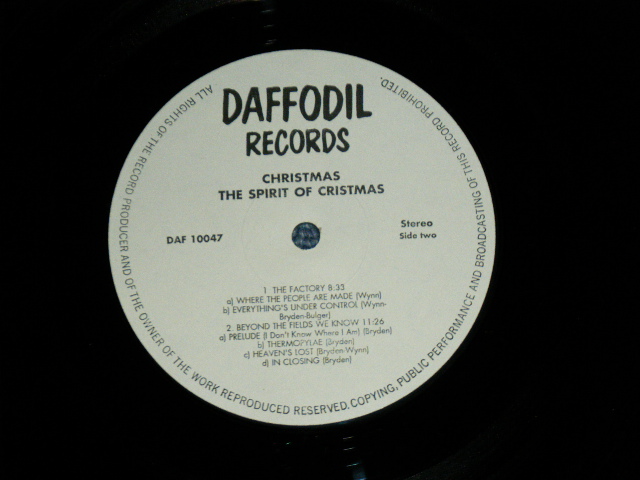 DAFFODIL
RECORDS
CHRISTMAS
THE SPIRIT OF CRISTMAS
DAF 10047
Stereo
Side two
1 THE FACTORY 8:33
a) WHERE THE PEOPLE ARE MADE (Wynn)
b) EVERYTHING'S UNDER CONTROL (Wynn-
Bryden-Bulger)
2. BEYOND THE FIELDS WE KNOW 11:26
a) PRELUDE (I Don't Know Where I Am) (Bryden)
b) THERMOPYLAE (Bryden)
c) HEAVEN'S LOST (Bryden-Wynn)
d) IN CLOSING (Bryden)
ALL RIGHTS OF THE RECORD PRODUCER AND OF THE OWNER OF THE WORK REPRODUCED RESERVED. COPYING, PUBLIC PERFORMANCE AND BROADCASTING OF THIS RECORD PROHIBITED.